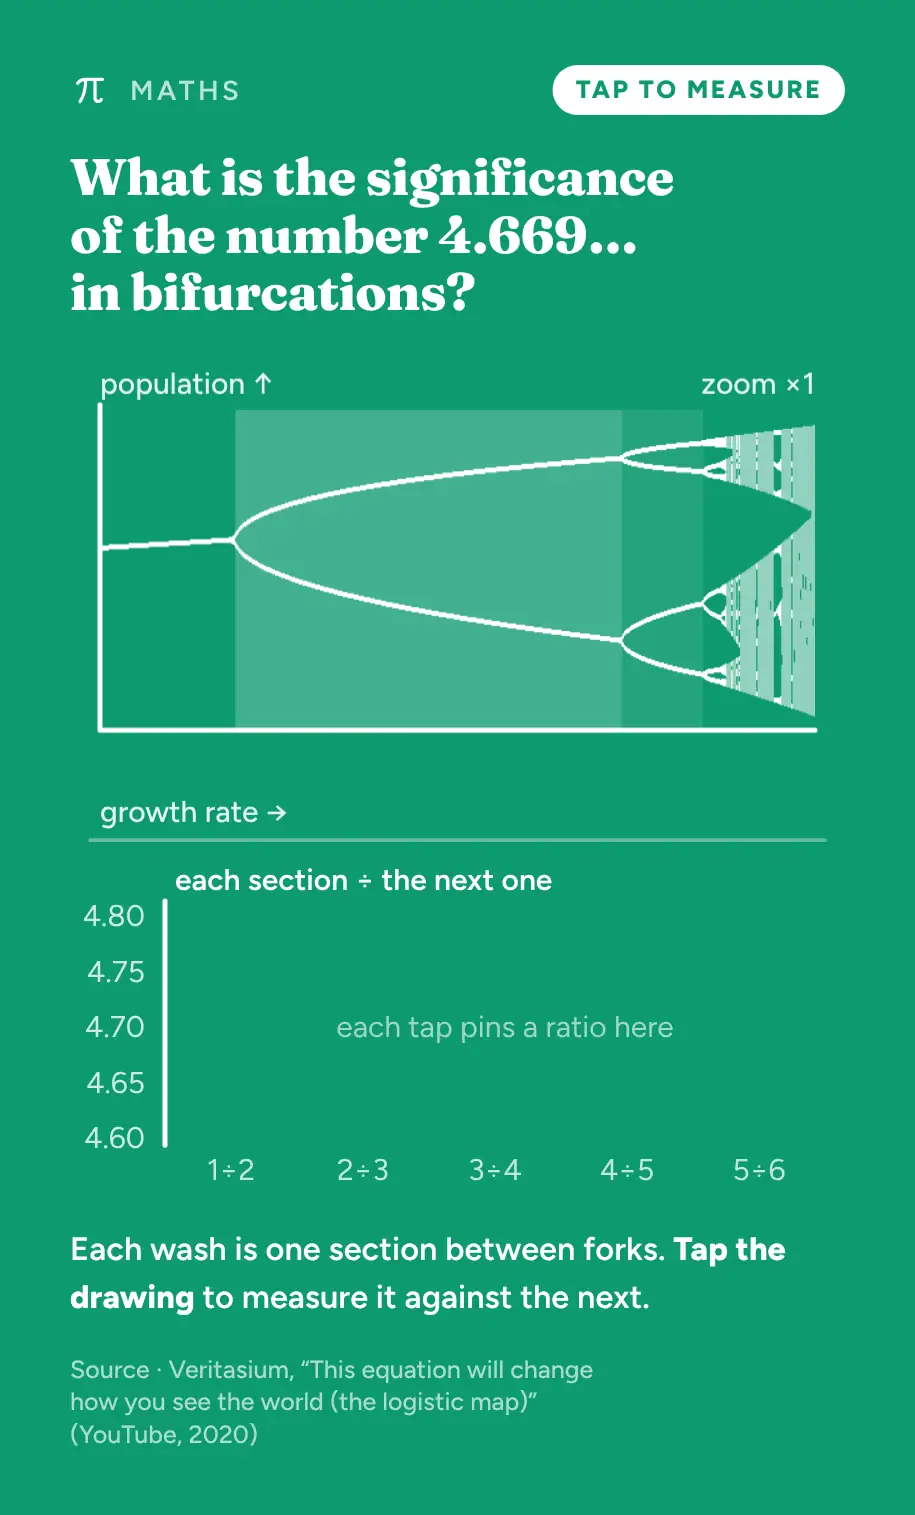 π MATHS
TAP TO MEASURE
What is the significance
of the number 4.669...
in bifurcations?
population ↑
zoom ×1
growth rate →
each section ÷ the next one
4.80
4.75
4.70
each tap pins a ratio here
4.65
4.60
1÷2 2÷3 3÷4 4÷5 5÷6
Each wash is one section between forks. Tap the
drawing to measure it against the next.
Source · Veritasium, “This equation will change
how you see the world (the logistic map)”
(YouTube, 2020)